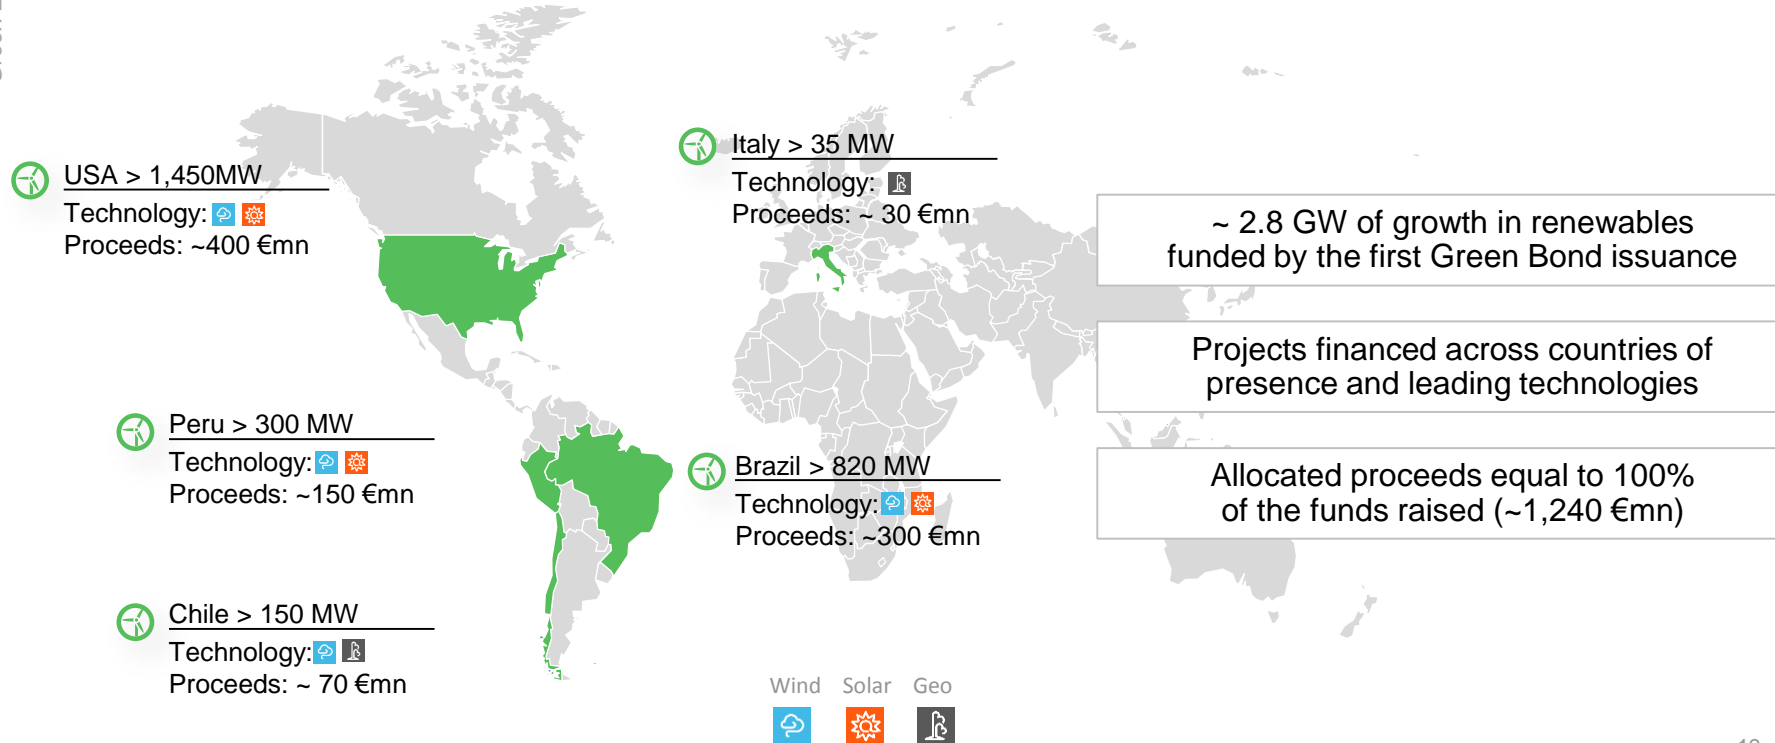 USA > 1,450MW
Technology:
Proceeds: ~400 €mn
Italy > 35 MW
Technology:
Proceeds: ~ 30 €mn
Peru > 300 MW
Technology:
Proceeds: ~150 €mn
Brazil > 820 MW
Technology:
Proceeds: ~300 €mn
Chile > 150 MW
Technology:
Proceeds: ~ 70 €mn
~ 2.8 GW of growth in renewables
funded by the first Green Bond issuance
Projects financed across countries of
presence and leading technologies
Allocated proceeds equal to 100%
of the funds raised (~1,240 €mn)
Wind Solar Geo